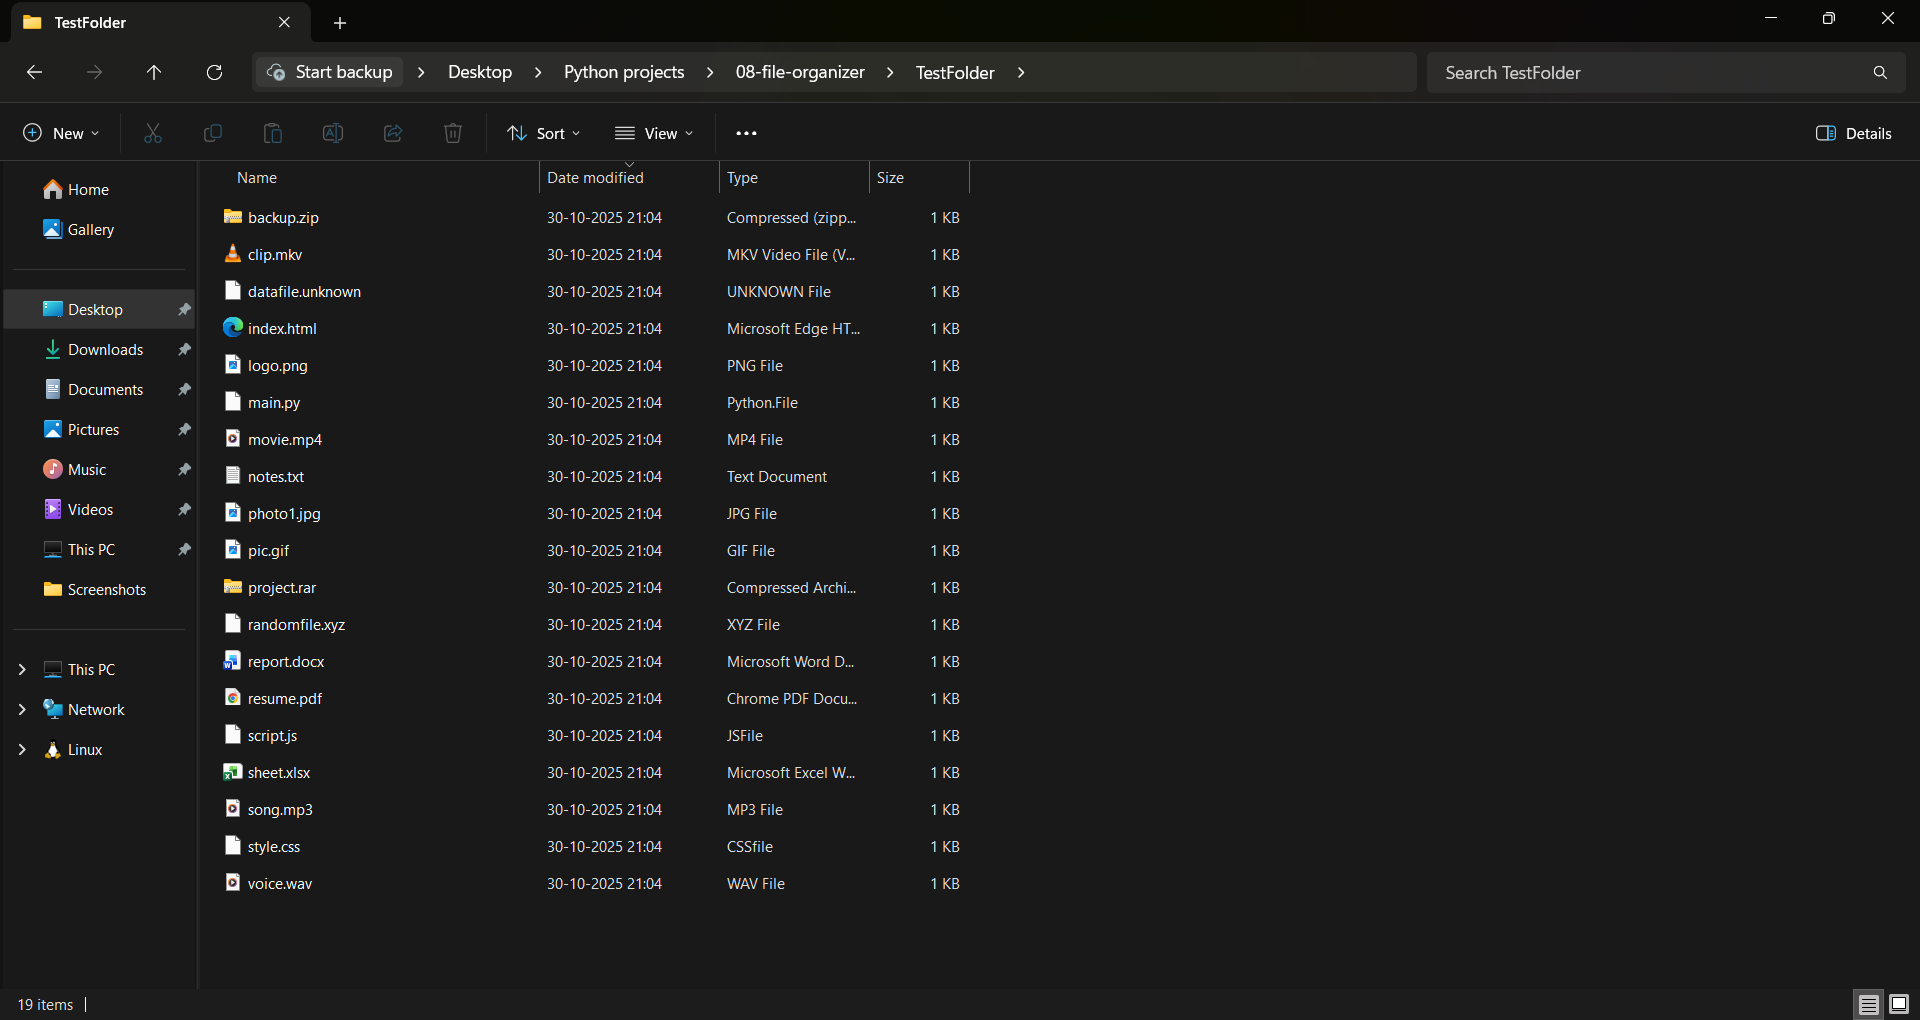 TestFolder
Start backup > Desktop > Python projects > 08-file-organizer > TestFolder >
Search TestFolder
New
Sort
View
Details
Home
Gallery
Desktop
Downloads
Documents
Pictures
Music
Videos
This PC
Screenshots
This PC
Network
Linux
Name Date modified Type Size
backup.zip 30-10-2025 21:04 Compressed (zipp... 1 KB
clip.mkv 30-10-2025 21:04 MKV Video File (V... 1 KB
datafile.unknown 30-10-2025 21:04 UNKNOWN File 1 KB
index.html 30-10-2025 21:04 Microsoft Edge HT... 1 KB
logo.png 30-10-2025 21:04 PNG File 1 KB
main.py 30-10-2025 21:04 Python.File 1 KB
movie.mp4 30-10-2025 21:04 MP4 File 1 KB
notes.txt 30-10-2025 21:04 Text Document 1 KB
photo1.jpg 30-10-2025 21:04 JPG File 1 KB
pic.gif 30-10-2025 21:04 GIF File 1 KB
project.rar 30-10-2025 21:04 Compressed Archi... 1 KB
randomfile.xyz 30-10-2025 21:04 XYZ File 1 KB
report.docx 30-10-2025 21:04 Microsoft Word D... 1 KB
resume.pdf 30-10-2025 21:04 Chrome PDF Docu... 1 KB
script.js 30-10-2025 21:04 JSFile 1 KB
sheet.xlsx 30-10-2025 21:04 Microsoft Excel W... 1 KB
song.mp3 30-10-2025 21:04 MP3 File 1 KB
style.css 30-10-2025 21:04 CSSfile 1 KB
voice.wav 30-10-2025 21:04 WAV File 1 KB
19 items